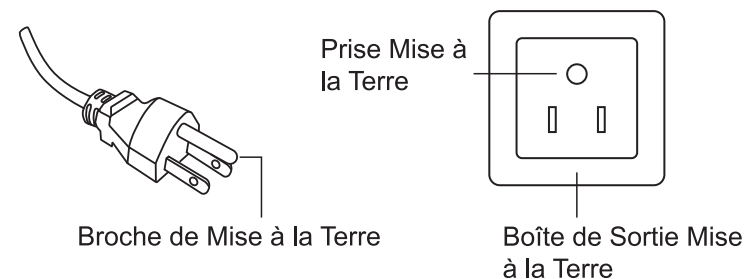 Prise Mise à
la Terre
Broche de Mise à la Terre
Boîte de Sortie Mise
à la Terre